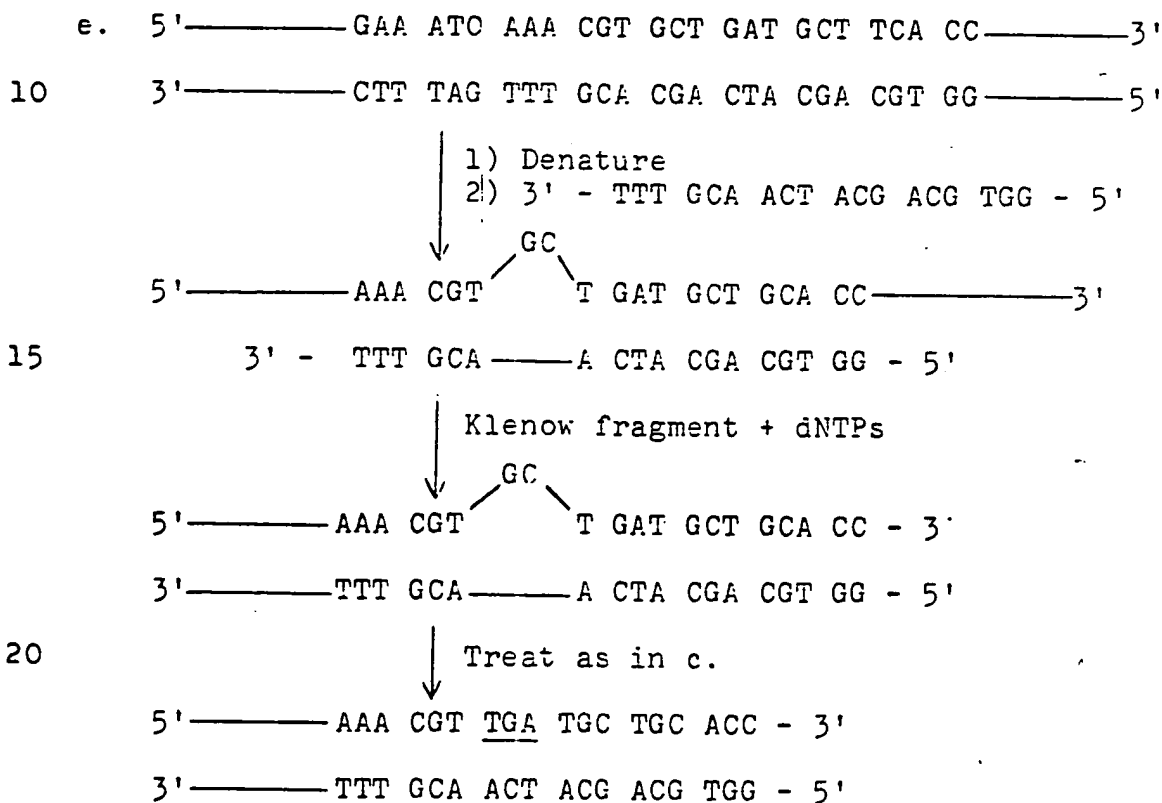 e. 5'————GAA ATC AAA CGT GCT GAT GCT TCA CC————3'
10 3'————CTT TAG TTT GCA CGA CTA CGA CGT GG————5'
1) Denature
2) 3' - TTT GCA ACT ACG ACG TGG - 5'
GC
5'————AAA CGT T GAT GCT GCA CC————3'
15 3' - TTT GCA——A CTA CGA CGT GG - 5'
Klenow fragment + dNTPs
GC
5'————AAA CGT T GAT GCT GCA CC - 3'
3'————TTT GCA——A CTA CGA CGT GG - 5'
20 Treat as in c.
5'————AAA CGT TGA TGC TGC ACC - 3'
3'————TTT GCA ACT ACG ACG TGG - 5'